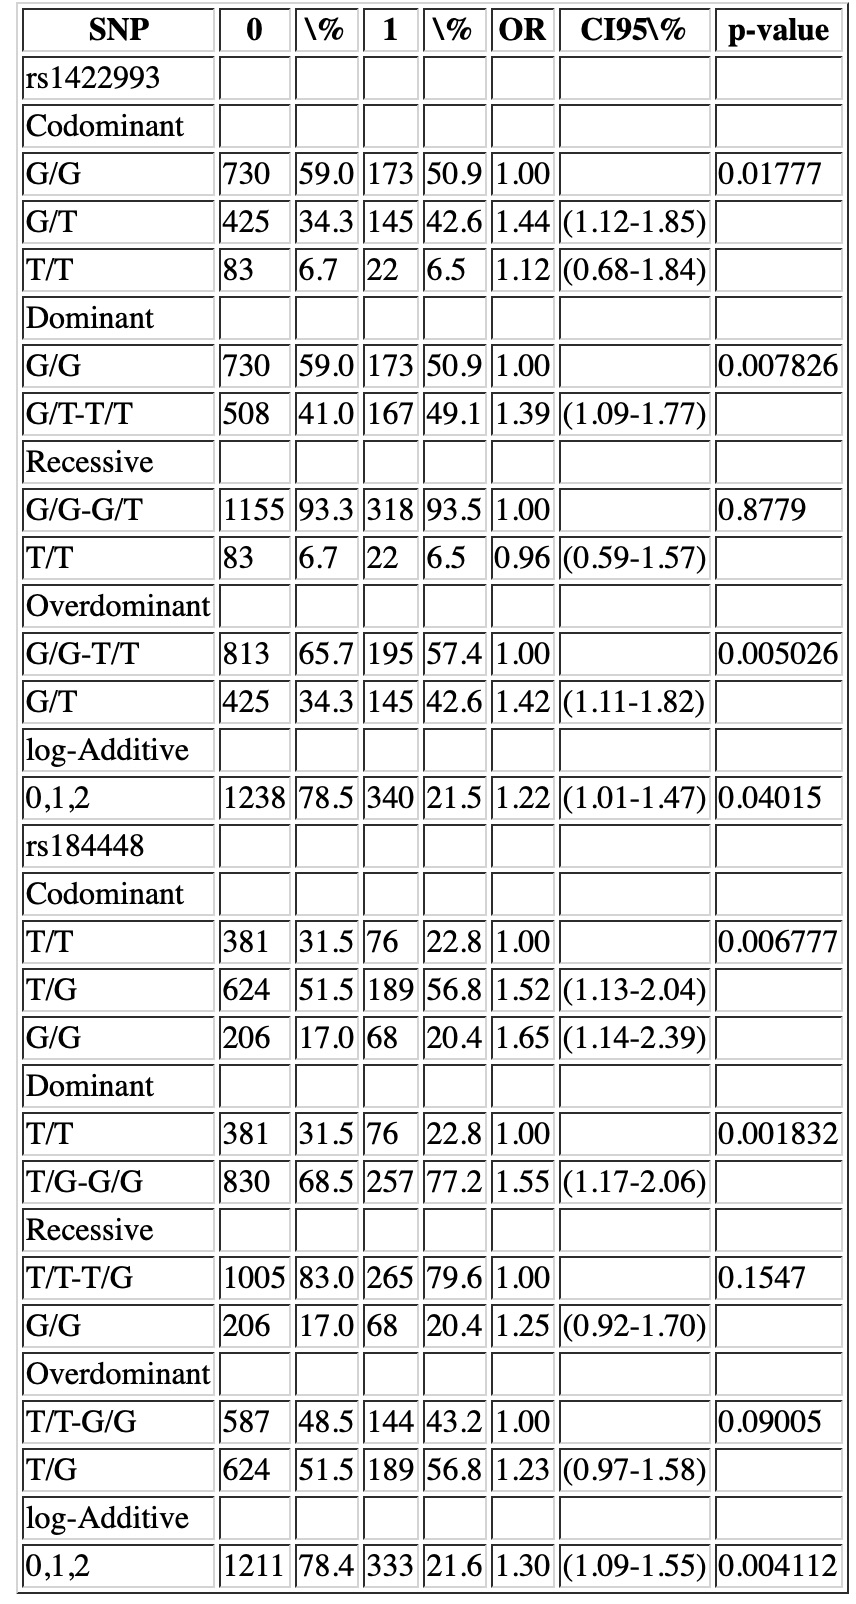 SNP 0 \% 1 \% OR CI95\% p-value
rs1422993
Codominant
G/G 730 59.0 173 50.9 1.00 0.01777
G/T 425 34.3 145 42.6 1.44 (1.12-1.85)
T/T 83 6.7 22 6.5 1.12 (0.68-1.84)
Dominant
G/G 730 59.0 173 50.9 1.00 0.007826
G/T-T/T 508 41.0 167 49.1 1.39 (1.09-1.77)
Recessive
G/G-G/T 1155 93.3 318 93.5 1.00 0.8779
T/T 83 6.7 22 6.5 0.96 (0.59-1.57)
Overdominant
G/G-T/T 813 65.7 195 57.4 1.00 0.005026
G/T 425 34.3 145 42.6 1.42 (1.11-1.82)
log-Additive
0,1,2 1238 78.5 340 21.5 1.22 (1.01-1.47) 0.04015
rs184448
Codominant
T/T 381 31.5 76 22.8 1.00 0.006777
T/G 624 51.5 189 56.8 1.52 (1.13-2.04)
G/G 206 17.0 68 20.4 1.65 (1.14-2.39)
Dominant
T/T 381 31.5 76 22.8 1.00 0.001832
T/G-G/G 830 68.5 257 77.2 1.55 (1.17-2.06)
Recessive
T/T-T/G 1005 83.0 265 79.6 1.00 0.1547
G/G 206 17.0 68 20.4 1.25 (0.92-1.70)
Overdominant
T/T-G/G 587 48.5 144 43.2 1.00 0.09005
T/G 624 51.5 189 56.8 1.23 (0.97-1.58)
log-Additive
0,1,2 1211 78.4 333 21.6 1.30 (1.09-1.55) 0.004112